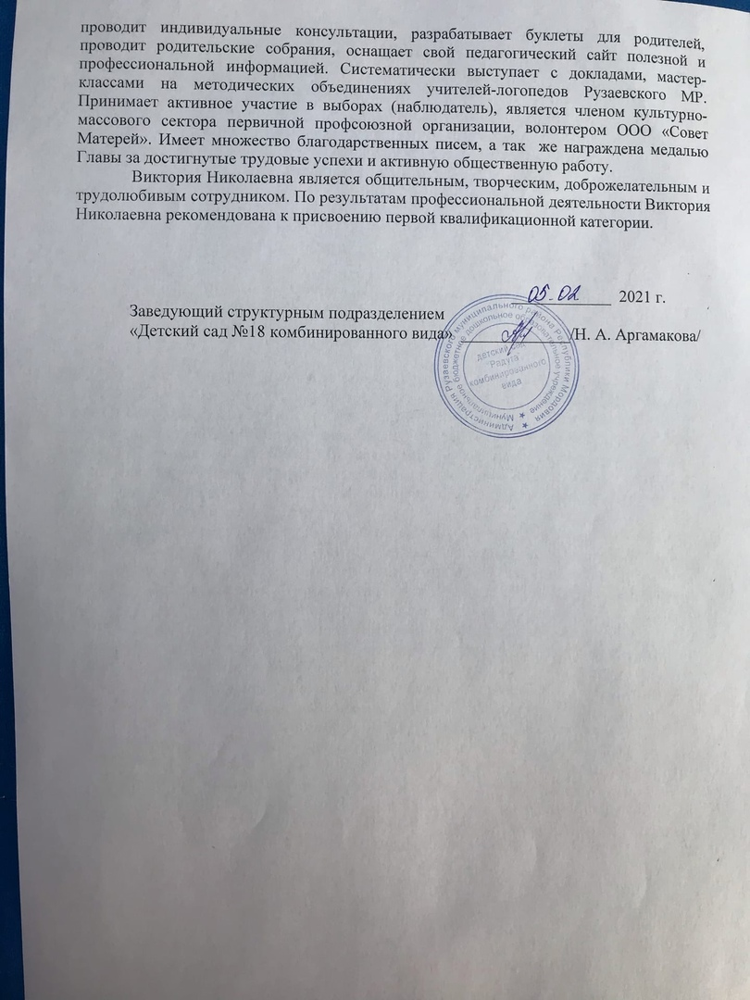 проводит индивидуальные консультации, разрабатывает буклеты для родителей,
проводит родительские собрания, оснащает свой педагогический сайт полезной и
профессиональной информацией. Систематически выступает с докладами, мастер-
классами на методических объединениях учителей-логопедов Рузаевского МР.
Принимает активное участие в выборах (наблюдатель), является членом культурно-
массового сектора первичной профсоюзной организации, волонтером ООО «Совет
Матерей». Имеет множество благодарственных писем, а так же награждена медалью
Главы за достигнутые трудовые успехи и активную общественную работу.
Виктория Николаевна является общительным, творческим, доброжелательным и
трудолюбивым сотрудником. По результатам профессиональной деятельности Виктория
Николаевна рекомендована к присвоению первой квалификационной категории.
05.02 2021 г.
Заведующий структурным подразделением
«Детский сад №18 комбинированного вида» /Н. А. Аргамакова/
Администрация Рузаевского муниципального района Республики Мордовия
Муниципальное бюджетное дошкольное образовательное учреждение
детский сад
"Радуга"
комбинированного
вида